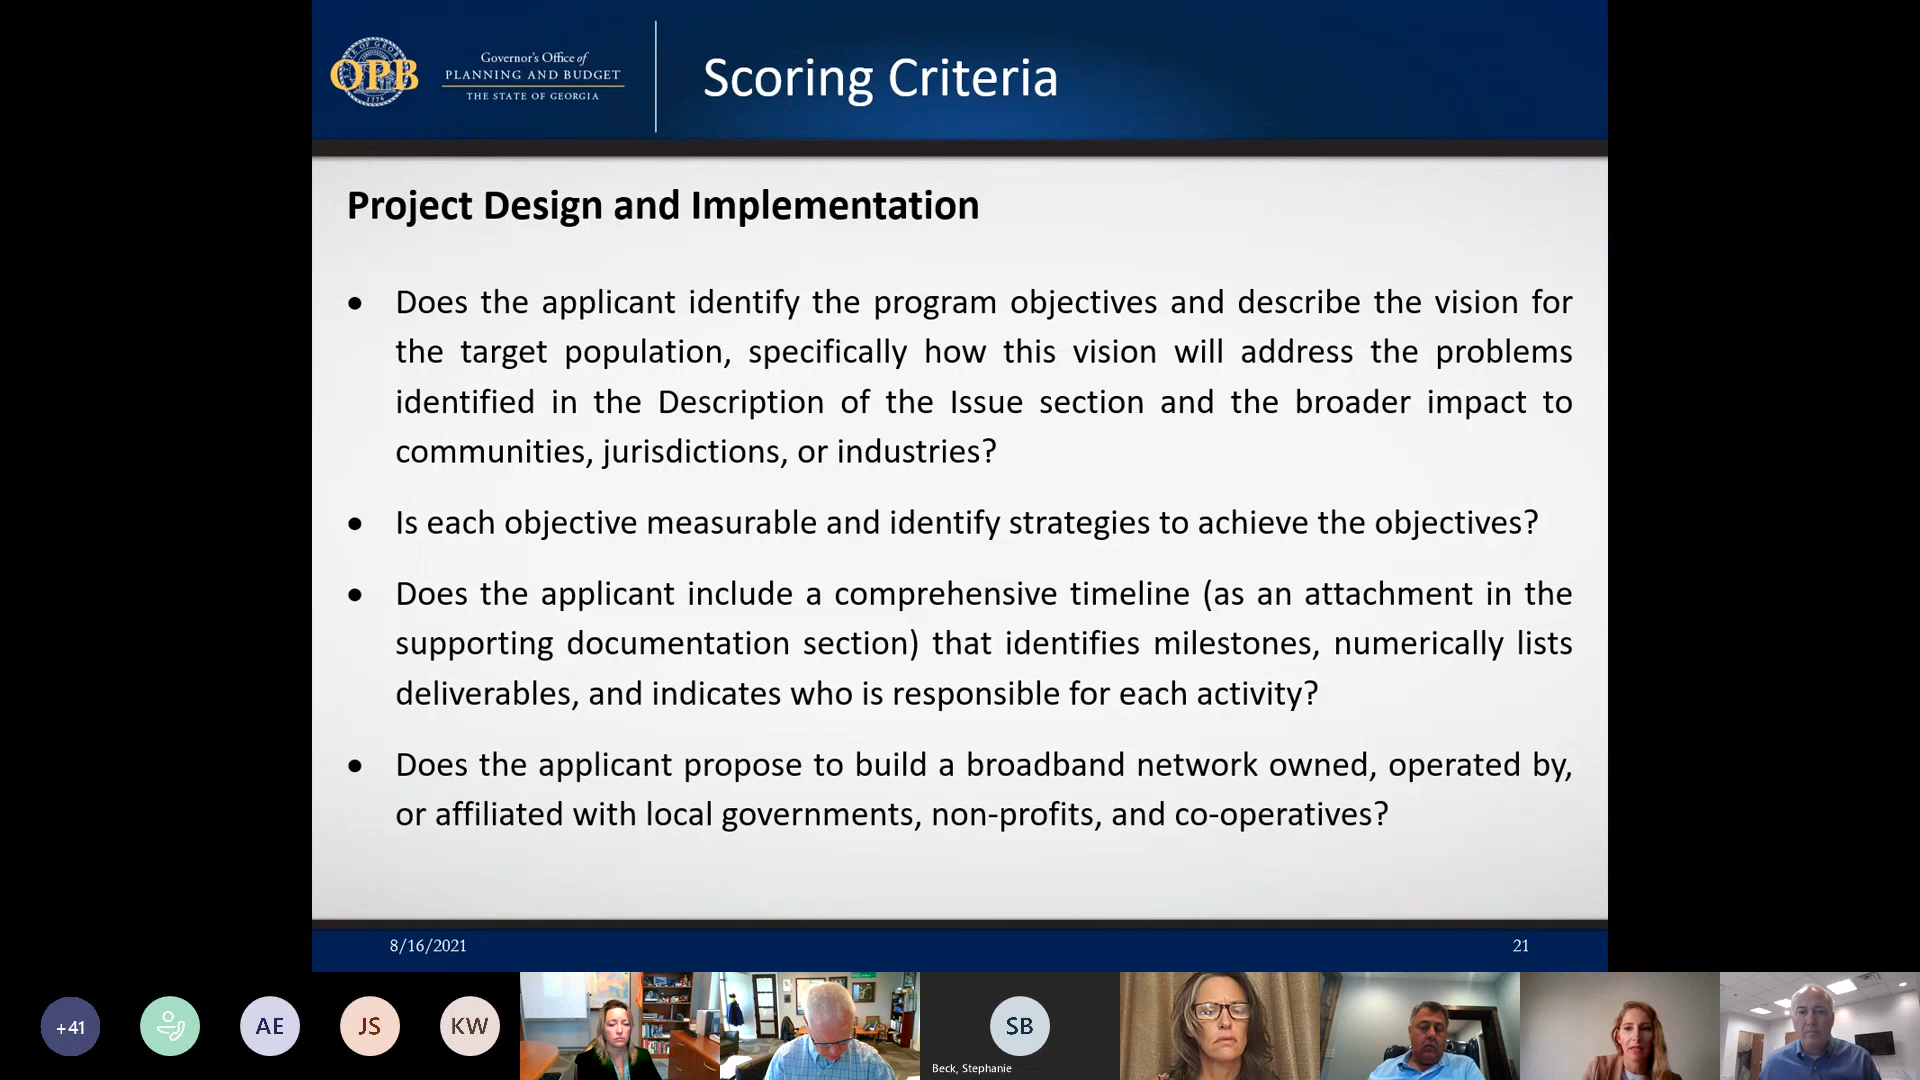 OPB
1776
Governor's Office of
PLANNING AND BUDGET
THE STATE OF GEORGIA
Scoring Criteria
Project Design and Implementation
• Does the applicant identify the program objectives and describe the vision for
the target population, specifically how this vision will address the problems
identified in the Description of the Issue section and the broader impact to
communities, jurisdictions, or industries?
• Is each objective measurable and identify strategies to achieve the objectives?
• Does the applicant include a comprehensive timeline (as an attachment in the
supporting documentation section) that identifies milestones, numerically lists
deliverables, and indicates who is responsible for each activity?
• Does the applicant propose to build a broadband network owned, operated by,
or affiliated with local governments, non-profits, and co-operatives?
8/16/2021
21
+41
AE
JS
KW
SB
Beck, Stephanie